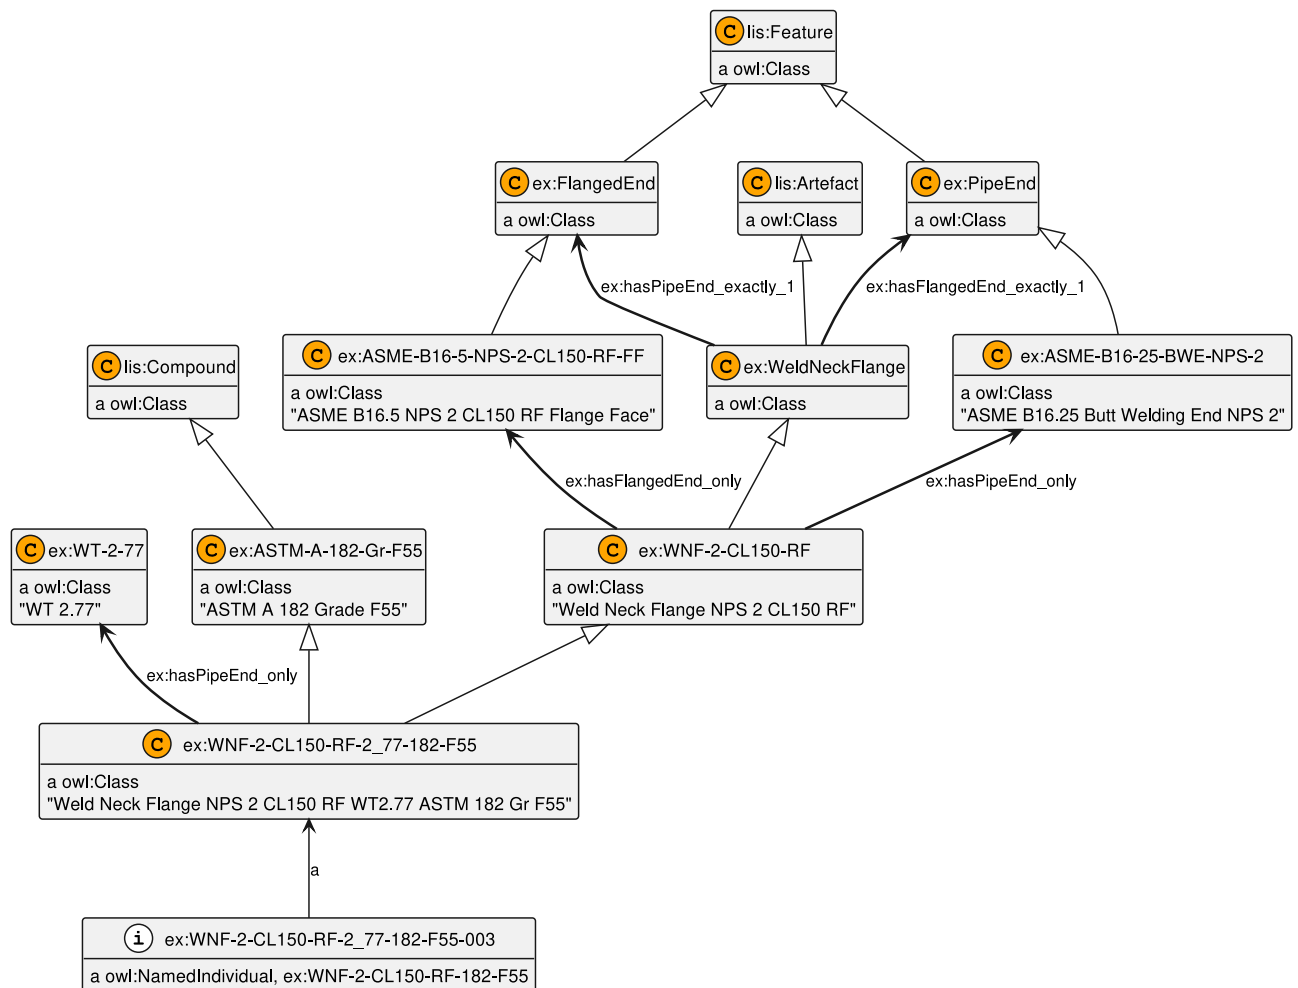 C lis:Feature
a owl:Class
C ex:FlangedEnd
a owl:Class
C lis:Artefact
a owl:Class
C ex:PipeEnd
a owl:Class
ex:hasPipeEnd_exactly_1
ex:hasFlangedEnd_exactly_1
C lis:Compound
a owl:Class
C ex:ASME-B16-5-NPS-2-CL150-RF-FF
a owl:Class
"ASME B16.5 NPS 2 CL150 RF Flange Face"
C ex:WeldNeckFlange
a owl:Class
C ex:ASME-B16-25-BWE-NPS-2
a owl:Class
"ASME B16.25 Butt Welding End NPS 2"
ex:hasFlangedEnd_only
ex:hasPipeEnd_only
C ex:WT-2-77
a owl:Class
"WT 2.77"
C ex:ASTM-A-182-Gr-F55
a owl:Class
"ASTM A 182 Grade F55"
C ex:WNF-2-CL150-RF
a owl:Class
"Weld Neck Flange NPS 2 CL150 RF"
ex:hasPipeEnd_only
C ex:WNF-2-CL150-RF-2_77-182-F55
a owl:Class
"Weld Neck Flange NPS 2 CL150 RF WT2.77 ASTM 182 Gr F55"
a
i ex:WNF-2-CL150-RF-2_77-182-F55-003
a owl:NamedIndividual, ex:WNF-2-CL150-RF-182-F55